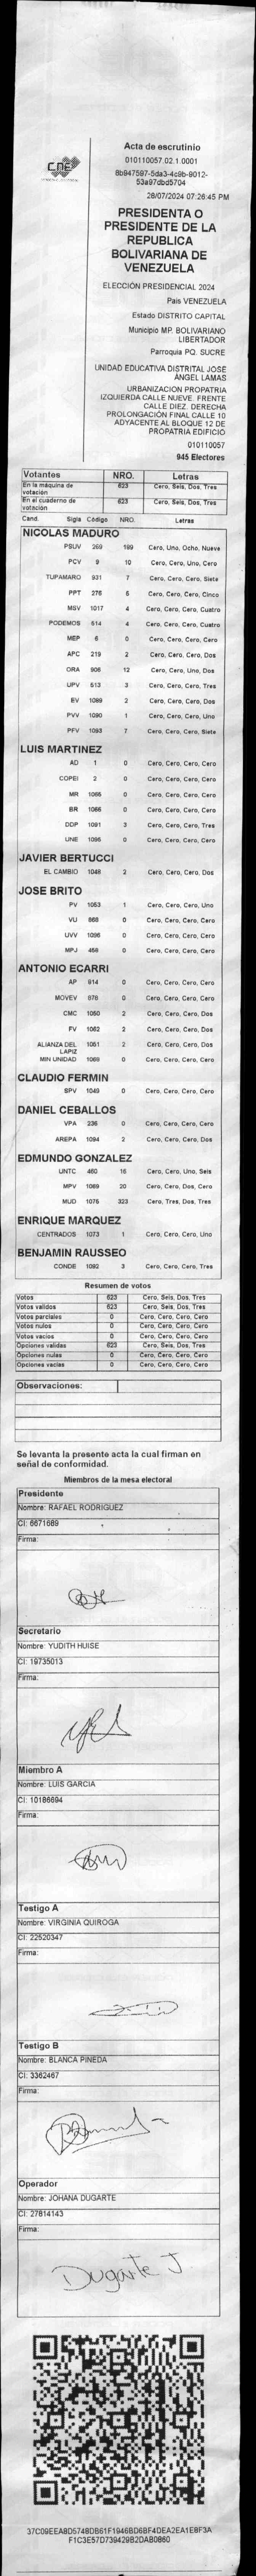 CNE
Acta de escrutinio
010110057.02.1.0001
8b947597-5da3-4c9b-9012-
53a97dbd5704
28/07/2024 07:26:45 PM
PRESIDENTA O
PRESIDENTE DE LA
REPUBLICA
BOLIVARIANA DE
VENEZUELA
ELECCIÓN PRESIDENCIAL 2024
País VENEZUELA
Estado DISTRITO CAPITAL
Municipio MP. BOLIVARIANO
LIBERTADOR
Parroquia PQ. SUCRE
UNIDAD EDUCATIVA DISTRITAL JOSE
ANGEL LAMAS
URBANIZACION PROPATRIA
IZQUIERDA CALLE NUEVE. FRENTE
CALLE DIEZ. DERECHA
PROLONGACIÓN FINAL CALLE 10
ADYACENTE AL BLOQUE 12 DE
PROPATRIA EDIFICIO
010110057
945 Electores
Votantes NRO. Letras
En la máquina de votación 623 Cero, Seis, Dos, Tres
En el cuaderno de votación 623 Cero, Seis, Dos, Tres
Cand. Sigla Código NRO. Letras
NICOLAS MADURO
PSUV 269 189 Cero, Uno, Ocho, Nueve
PCV 9 10 Cero, Cero, Uno, Cero
TUPAMARO 931 7 Cero, Cero, Cero, Siete
PPT 276 5 Cero, Cero, Cero, Cinco
MSV 1017 4 Cero, Cero, Cero, Cuatro
PODEMOS 514 4 Cero, Cero, Cero, Cuatro
MEP 6 0 Cero, Cero, Cero, Cero
APC 219 2 Cero, Cero, Cero, Dos
ORA 906 12 Cero, Cero, Uno, Dos
UPV 513 3 Cero, Cero, Cero, Tres
EV 1089 2 Cero, Cero, Cero, Dos
PVV 1090 1 Cero, Cero, Cero, Uno
PFV 1093 7 Cero, Cero, Cero, Siete
LUIS MARTINEZ
AD 1 0 Cero, Cero, Cero, Cero
COPEI 2 0 Cero, Cero, Cero, Cero
MR 1065 0 Cero, Cero, Cero, Cero
BR 1066 0 Cero, Cero, Cero, Cero
DDP 1091 3 Cero, Cero, Cero, Tres
UNE 1095 0 Cero, Cero, Cero, Cero
JAVIER BERTUCCI
EL CAMBIO 1048 2 Cero, Cero, Cero, Dos
JOSE BRITO
PV 1053 1 Cero, Cero, Cero, Uno
VU 868 0 Cero, Cero, Cero, Cero
UVV 1096 0 Cero, Cero, Cero, Cero
MPJ 456 0 Cero, Cero, Cero, Cero
ANTONIO ECARRI
AP 914 0 Cero, Cero, Cero, Cero
MOVEV 878 0 Cero, Cero, Cero, Cero
CMC 1050 2 Cero, Cero, Cero, Dos
FV 1062 2 Cero, Cero, Cero, Dos
ALIANZA DEL LAPIZ 1061 2 Cero, Cero, Cero, Dos
MIN UNIDAD 1069 0 Cero, Cero, Cero, Cero
CLAUDIO FERMIN
SPV 1049 0 Cero, Cero, Cero, Cero
DANIEL CEBALLOS
VPA 236 0 Cero, Cero, Cero, Cero
AREPA 1094 2 Cero, Cero, Cero, Dos
EDMUNDO GONZALEZ
UNTC 460 16 Cero, Cero, Uno, Seis
MPV 1069 20 Cero, Cero, Dos, Cero
MUD 1075 323 Cero, Tres, Dos, Tres
ENRIQUE MARQUEZ
CENTRADOS 1073 1 Cero, Cero, Cero, Uno
BENJAMIN RAUSSEO
CONDE 1092 3 Cero, Cero, Cero, Tres
Resumen de votos
Votos 623 Cero, Seis, Dos, Tres
Votos validos 623 Cero, Seis, Dos, Tres
Votos parciales 0 Cero, Cero, Cero, Cero
Votos nulos 0 Cero, Cero, Cero, Cero
Votos vacios 0 Cero, Cero, Cero, Cero
Opciones validas 623 Cero, Seis, Dos, Tres
Opciones nulas 0 Cero, Cero, Cero, Cero
Opciones vacias 0 Cero, Cero, Cero, Cero
Observaciones:
Se levanta la presente acta la cual firman en
señal de conformidad.
Miembros de la mesa electoral
Presidente
Nombre: RAFAEL RODRIGUEZ
CI: 6671689
Firma:
Secretario
Nombre: YUDITH HUISE
CI: 19735013
Firma:
Miembro A
Nombre: LUIS GARCIA
CI: 10186694
Firma:
Testigo A
Nombre: VIRGINIA QUIROGA
CI: 22520347
Firma:
Testigo B
Nombre: BLANCA PINEDA
CI: 3362467
Firma:
Operador
Nombre: JOHANA DUGARTE
CI: 27814143
Firma:
Dugarte J
37C09EEA8D5748DB61F1946BD6BF4DEA2EA1E8F3A
F1C3E57D739429B2DAB0860